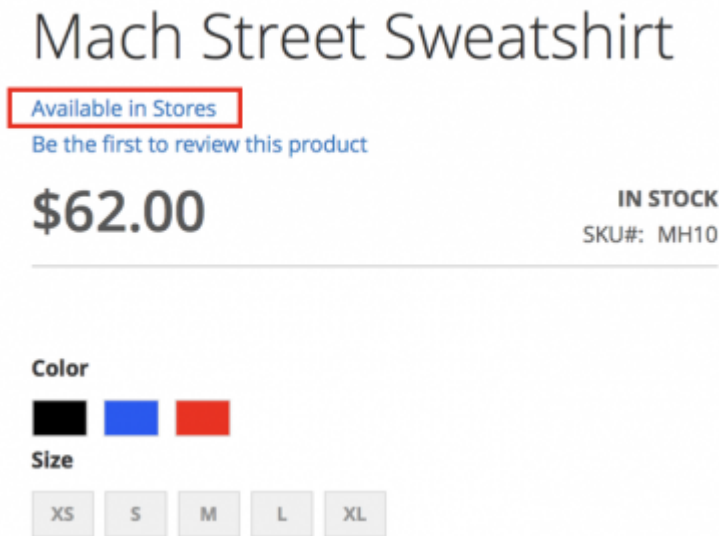 Mach Street Sweatshirt
Available in Stores
Be the first to review this product
$62.00 IN STOCK
SKU#: MH10
Color
Size
XS S M L XL